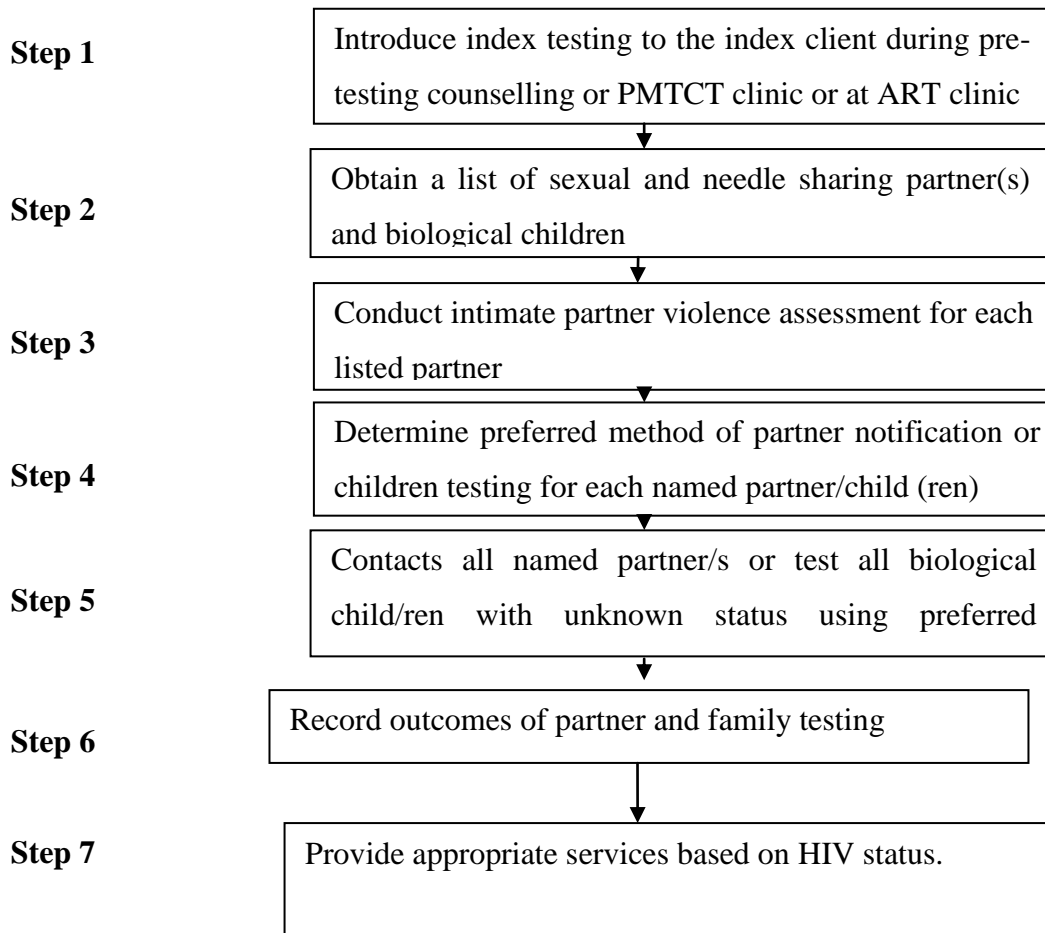 Step 1
Introduce index testing to the index client during pre-
testing counselling or PMTCT clinic or at ART clinic
Step 2
Obtain a list of sexual and needle sharing partner(s)
and biological children
Step 3
Conduct intimate partner violence assessment for each
listed partner
Step 4
Determine preferred method of partner notification or
children testing for each named partner/child (ren)
Step 5
Contacts all named partner/s or test all biological
child/ren with unknown status using preferred
Step 6
Record outcomes of partner and family testing
Step 7
Provide appropriate services based on HIV status.